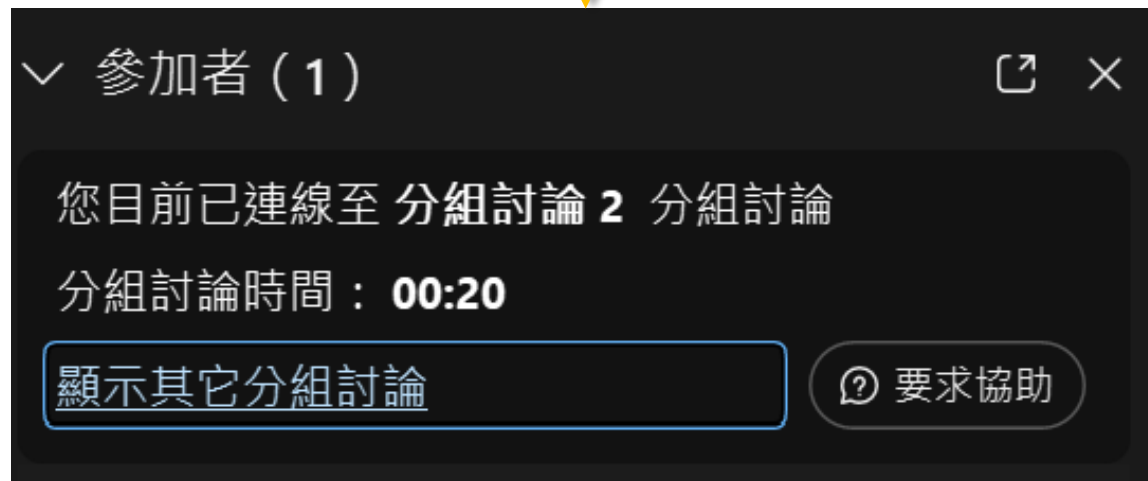 參加者 ( 1 )
您目前已連線至 分組討論 2 分組討論
分組討論時間： 00:20
顯示其它分組討論
要求協助